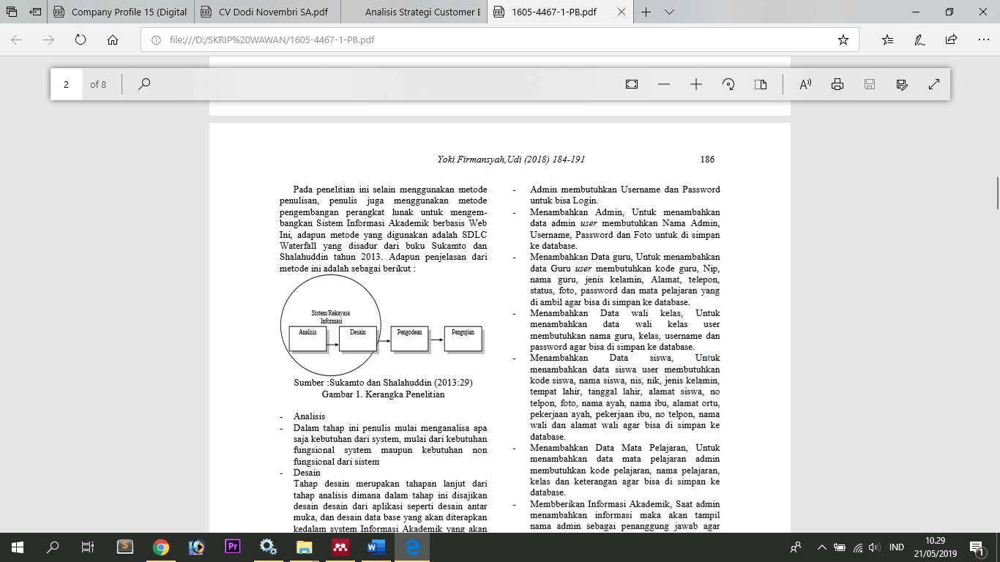 Company Profile 15 (Digital
CV Dodi Novembri SA.pdf
Analisis Strategi Customer E
1605-4467-1-PB.pdf
file:///D:/SKRIP%20WAWAN/1605-4467-1-PB.pdf
2 of 8
Yoki Firmansyah,Udi (2018) 184-191
186
Pada penelitian ini selain menggunakan metode
penulisan, penulis juga menggunakan metode
pengembangan perangkat lunak untuk mengem-
bangkan Sistem Informasi Akademik berbasis Web
Ini, adapun metode yang digunakan adalah SDLC
Waterfall yang disadur dari buku Sukamto dan
Shalahuddin tahun 2013. Adapun penjelasan dari
metode ini adalah sebagai berikut :
Sistem/Rekayasa
Informasi
Analisis
Desain
Pengodean
Pengujian
Sumber :Sukamto dan Shalahuddin (2013:29)
Gambar 1. Kerangka Penelitian
- Analisis
- Dalam tahap ini penulis mulai menganalisa apa
saja kebutuhan dari system, mulai dari kebutuhan
fungsional system maupun kebutuhan non
fungsional dari sistem
- Desain
Tahap desain merupakan tahapan lanjut dari
tahap analisis dimana dalam tahap ini disajikan
desain desain dari aplikasi seperti desain antar
muka, dan desain data base yang akan diterapkan
kedalam system Informasi Akademik yang akan
- Admin membutuhkan Username dan Password
untuk bisa Login.
- Menambahkan Admin, Untuk menambahkan
data admin user membutuhkan Nama Admin,
Username, Password dan Foto untuk di simpan
ke database.
- Menambahkan Data guru, Untuk menambahkan
data Guru user membutuhkan kode guru, Nip,
nama guru, jenis kelamin, Alamat, telepon,
status, foto, password dan mata pelajaran yang
di ambil agar bisa di simpan ke database.
- Menambahkan Data wali kelas, Untuk
menambahkan data wali kelas user
membutuhkan nama guru, kelas, username dan
password agar bisa di simpan ke database.
- Menambahkan Data siswa, Untuk
menambahkan data siswa user membutuhkan
kode siswa, nama siswa, nis, nik, jenis kelamin,
tempat lahir, tanggal lahir, alamat siswa, no
telpon, foto, nama ayah, nama ibu, alamat ortu,
pekerjaan ayah, pekerjaan ibu, no telpon, nama
wali dan alamat wali agar bisa di simpan ke
database.
- Menambahkan Data Mata Pelajaran, Untuk
menambahkan data mata pelajaran admin
membutuhkan kode pelajaran, nama pelajaran,
kelas dan keterangan agar bisa di simpan ke
database.
- Membberikan Informasi Akademik, Saat admin
menambahkan informasi maka akan tampil
nama admin sebagai penanggung jawab agar
IND
10.29
21/05/2019